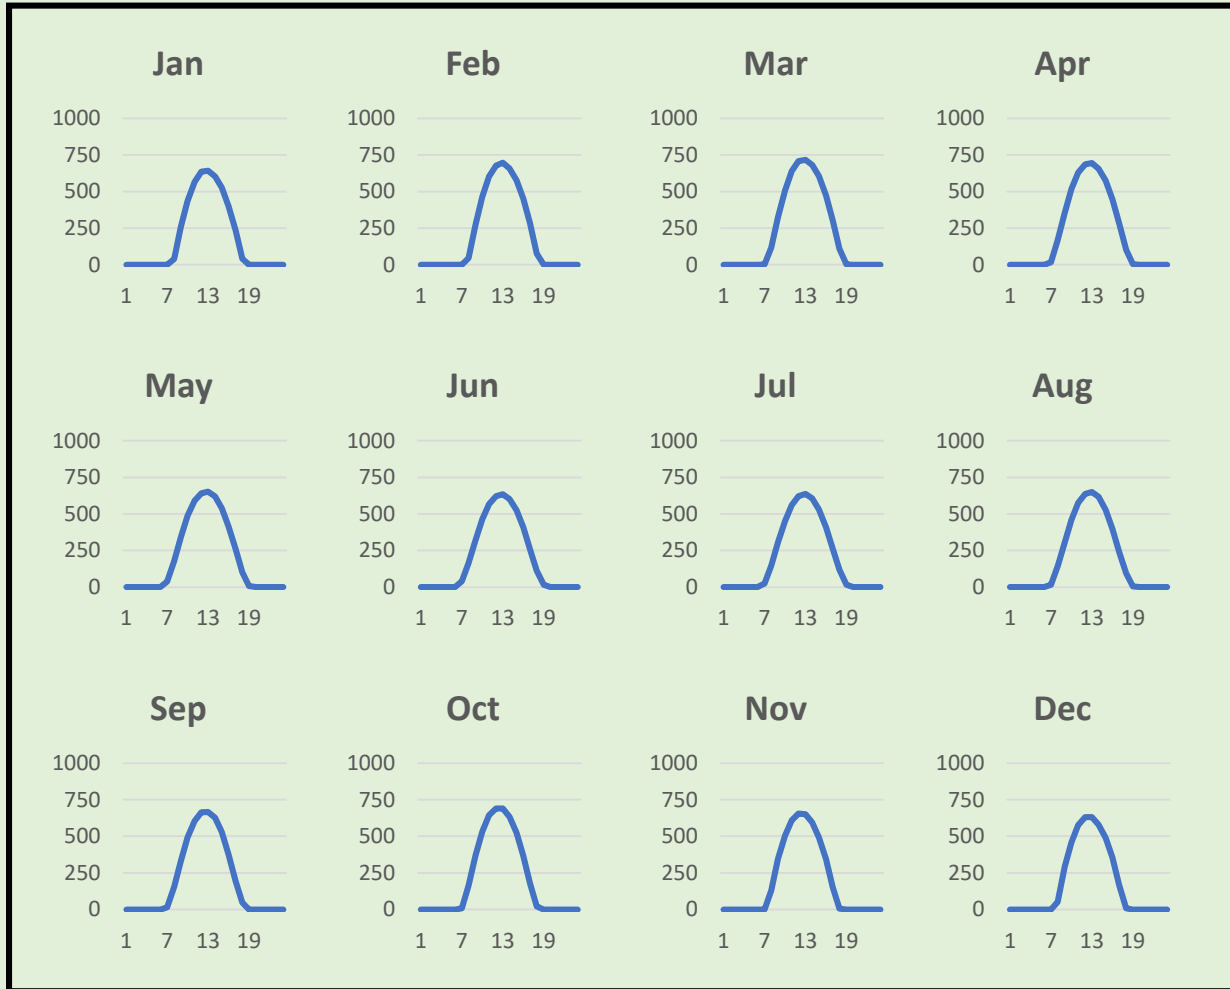 Jan Feb Mar Apr
1000 1000 1000 1000
750 750 750 750
500 500 500 500
250 250 250 250
0 0 0 0
1 7 13 19 1 7 13 19 1 7 13 19 1 7 13 19
May Jun Jul Aug
1000 1000 1000 1000
750 750 750 750
500 500 500 500
250 250 250 250
0 0 0 0
1 7 13 19 1 7 13 19 1 7 13 19 1 7 13 19
Sep Oct Nov Dec
1000 1000 1000 1000
750 750 750 750
500 500 500 500
250 250 250 250
0 0 0 0
1 7 13 19 1 7 13 19 1 7 13 19 1 7 13 19